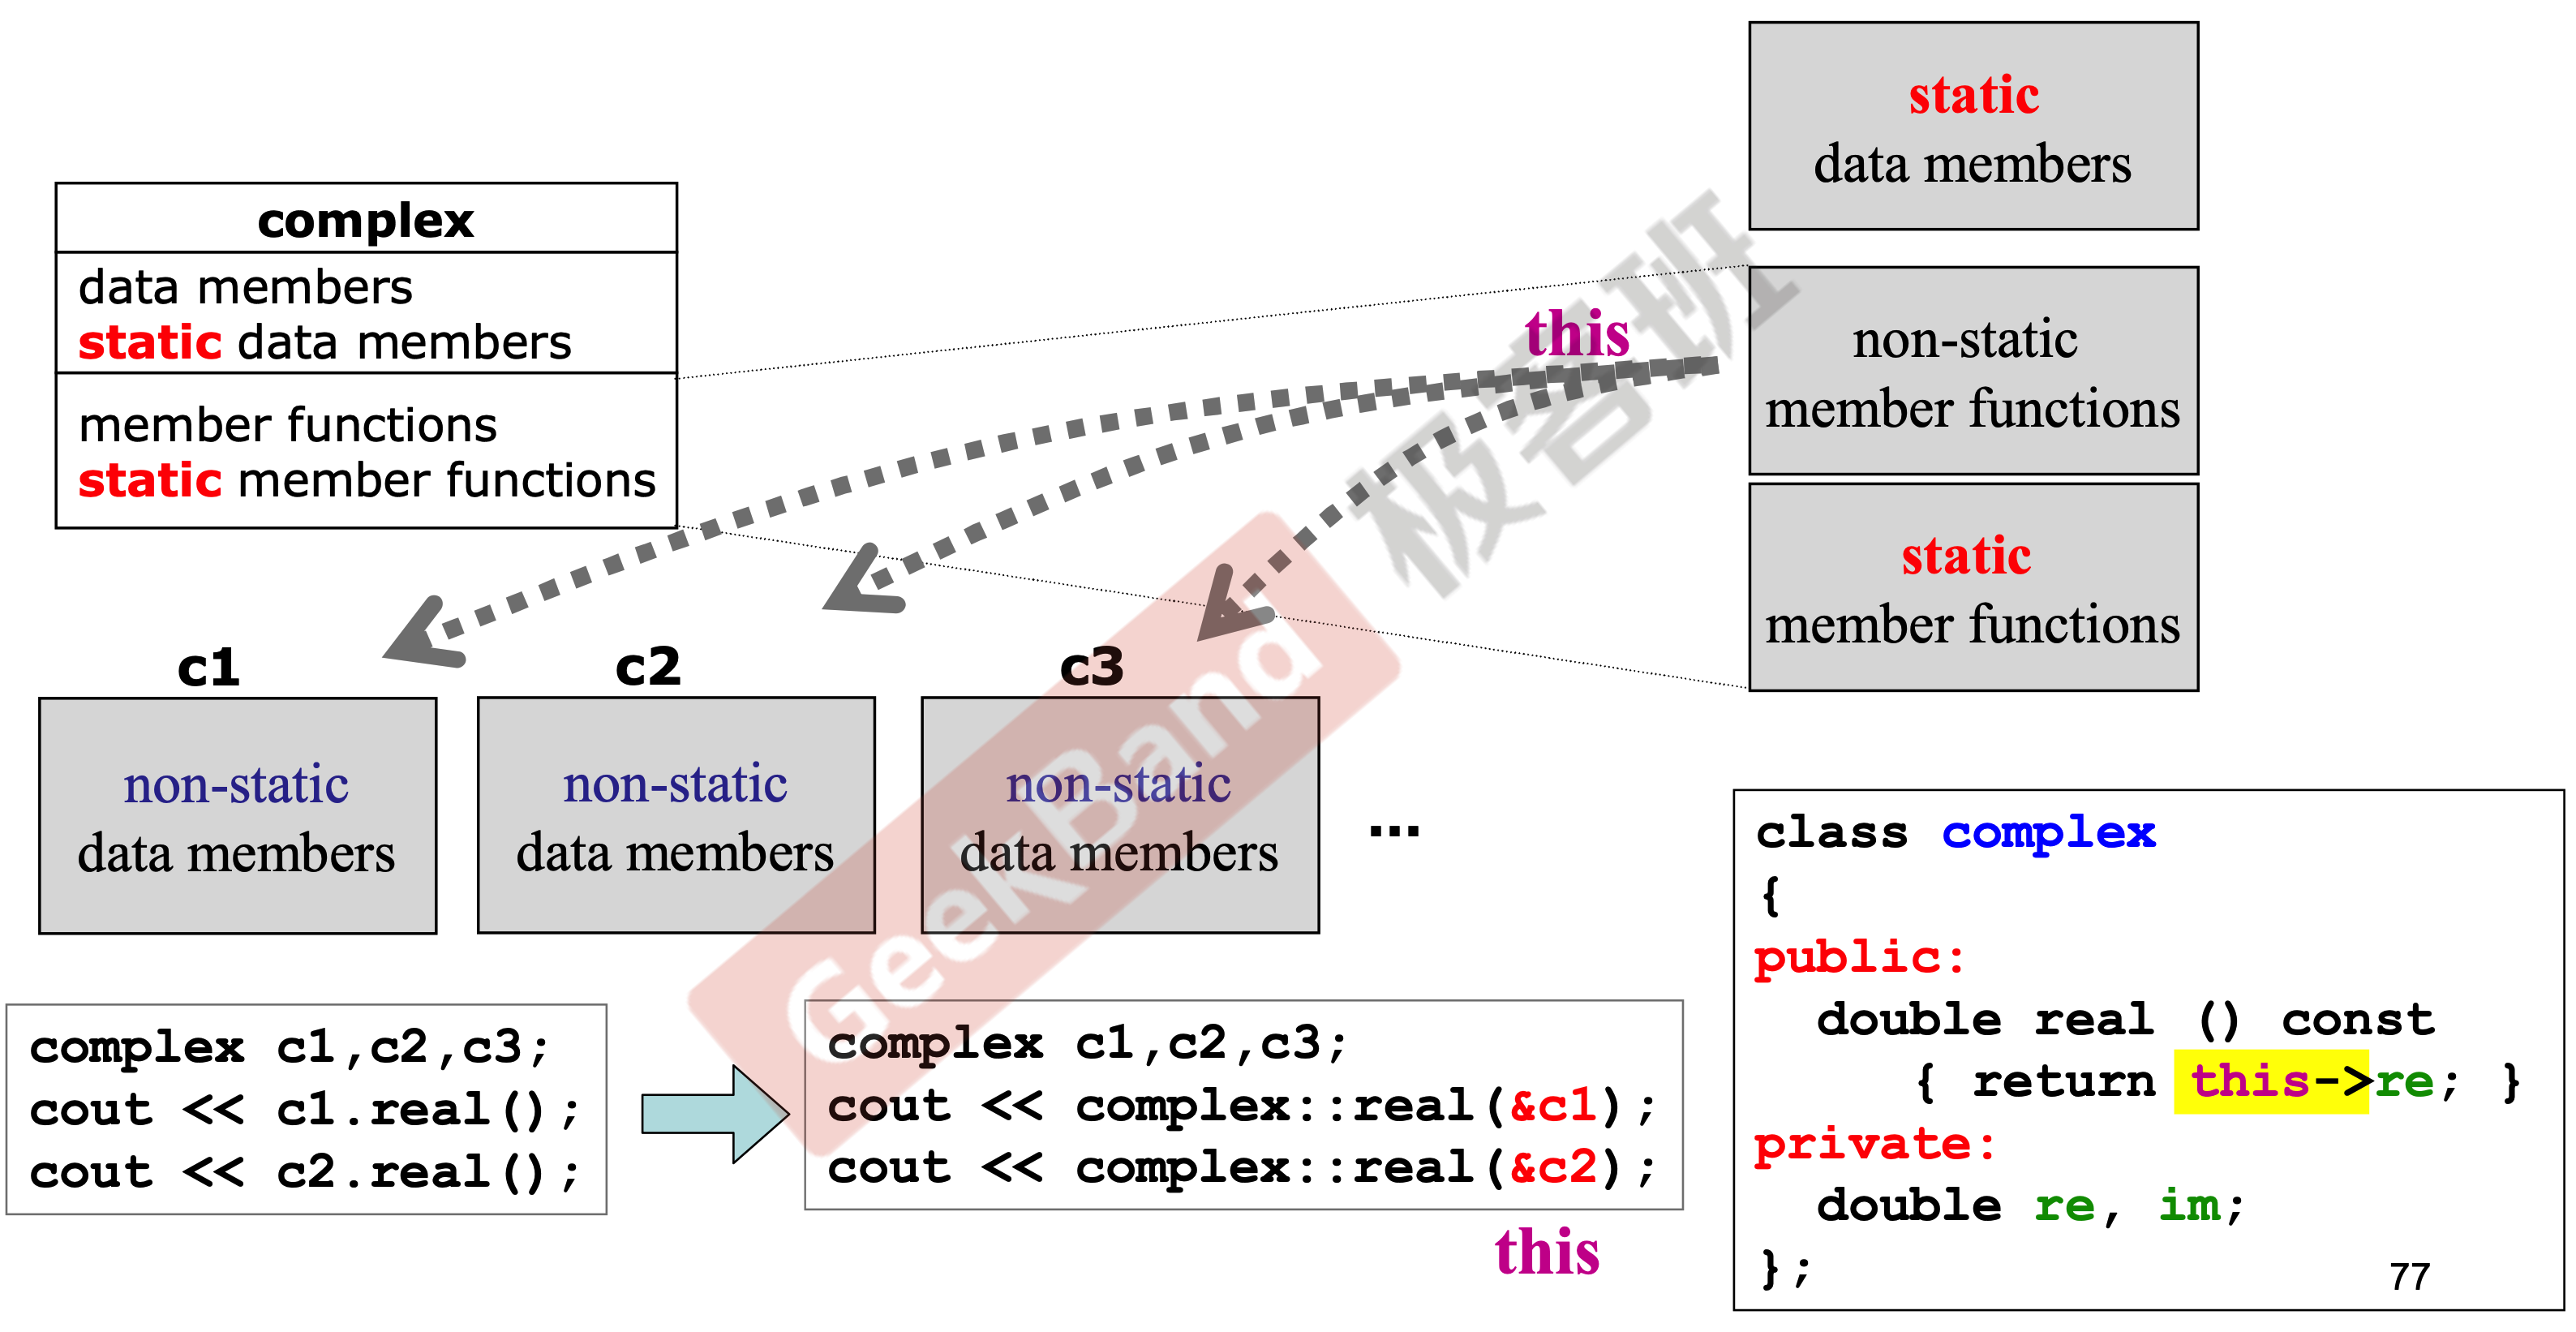 static
data members
complex
data members
static data members
member functions
static member functions
this
non-static
member functions
static
member functions
c1
c2
c3
non-static
data members
non-static
data members
non-static
data members
...
GeekBand 极客班
complex c1,c2,c3;
cout << c1.real();
cout << c2.real();
complex c1,c2,c3;
cout << complex::real(&c1);
cout << complex::real(&c2);
this
class complex
{
public:
double real () const
{ return this->re; }
private:
double re, im;
};
77